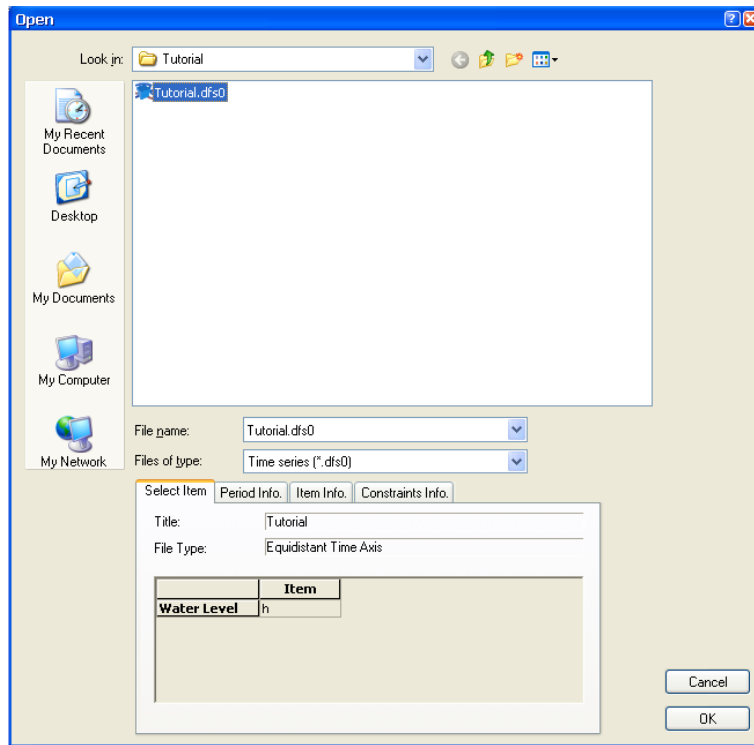 Open
Look in: Tutorial
Tutorial.dfs0
My Recent
Documents
Desktop
My Documents
My Computer
My Network
File name: Tutorial.dfs0
Files of type: Time series (*.dfs0)
Select Item Period Info. Item Info. Constraints Info.
Title: Tutorial
File Type: Equidistant Time Axis
Item
Water Level h
Cancel
OK